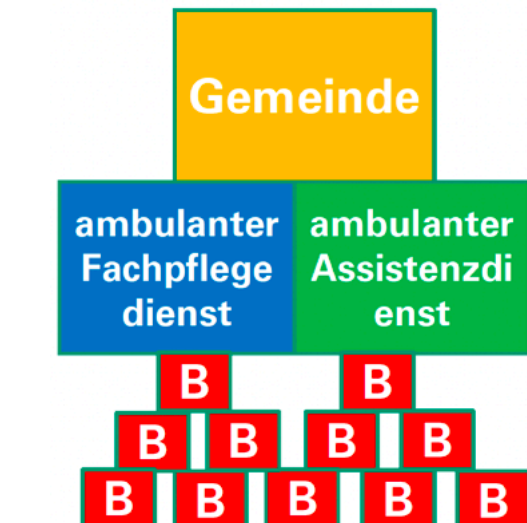 Gemeinde
ambulanter
Fachpflege
dienst
ambulanter
Assistenzdi
enst
B B
B B B B
B B B B B